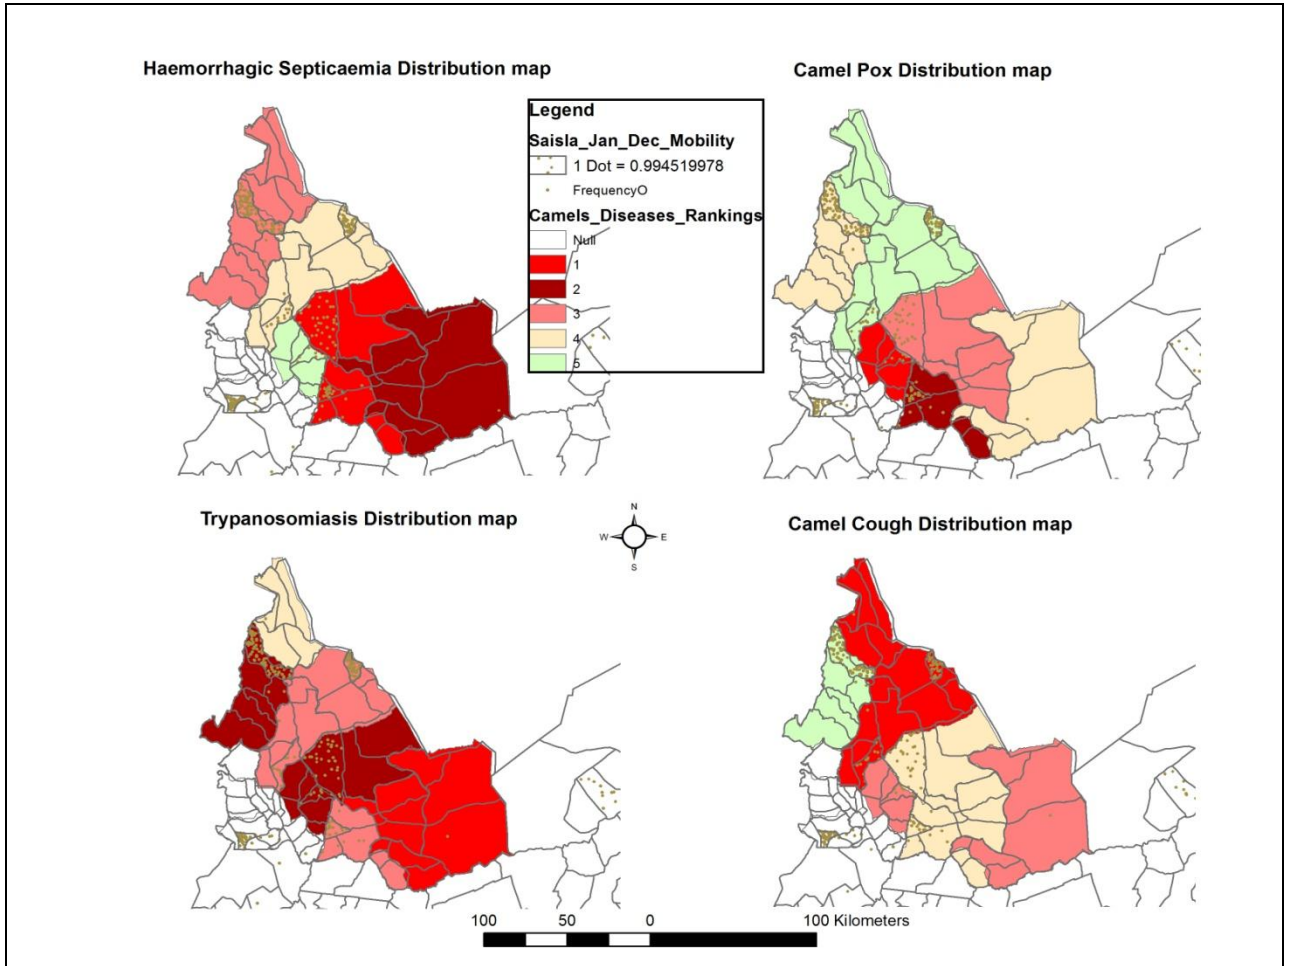 Haemorrhagic Septicaemia Distribution map
Camel Pox Distribution map
Legend
Saisla_Jan_Dec_Mobility
1 Dot = 0.994519978
FrequencyO
Camels_Diseases_Rankings
Null
1
2
3
4
5
Trypanosomiasis Distribution map
Camel Cough Distribution map
N
W
E
S
100 50 0 100 Kilometers